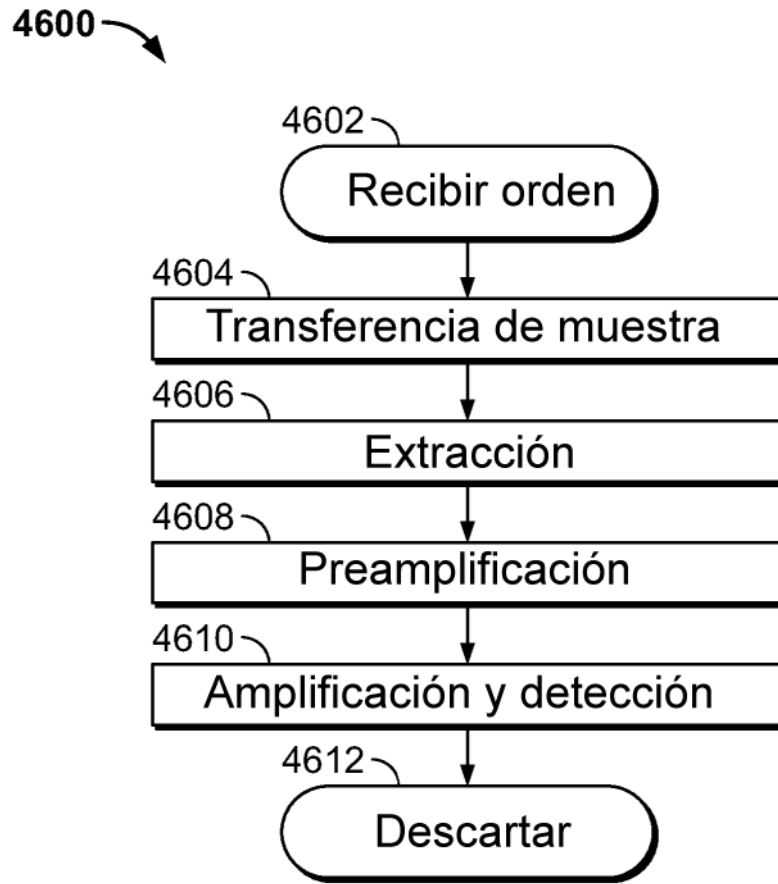 4600
4602
Recibir orden
4604
Transferencia de muestra
4606
Extracción
4608
Preamplificación
4610
Amplificación y detección
4612
Descartar